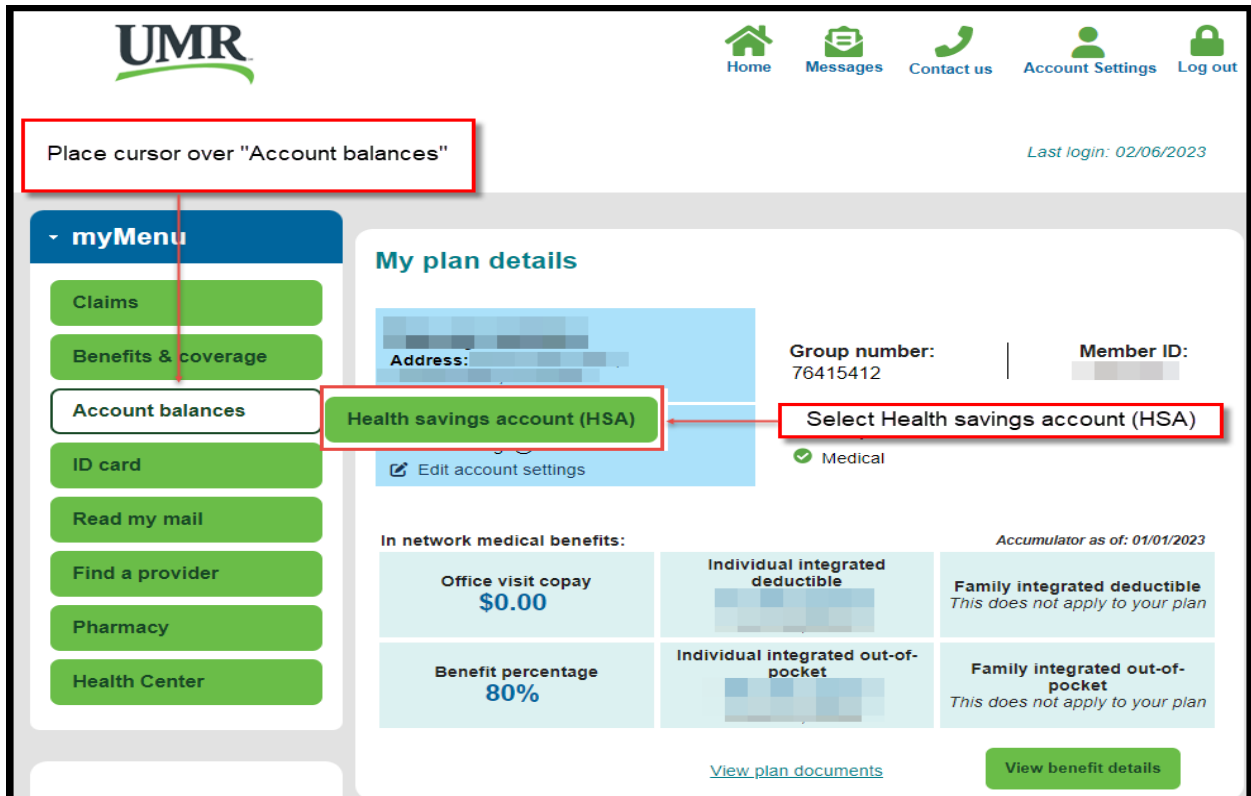 UMR
Home
Messages
Contact us
Account Settings
Log out
Place cursor over "Account balances"
Last login: 02/06/2023
myMenu
Claims
Benefits & coverage
Account balances
ID card
Read my mail
Find a provider
Pharmacy
Health Center
My plan details
Address:
Group number:
76415412
Member ID:
Health savings account (HSA)
Select Health savings account (HSA)
Edit account settings
Medical
In network medical benefits:
Accumulator as of: 01/01/2023
Office visit copay
$0.00
Individual integrated
deductible
Family integrated deductible
This does not apply to your plan
Benefit percentage
80%
Individual integrated out-of-
pocket
Family integrated out-of-
pocket
This does not apply to your plan
View plan documents
View benefit details